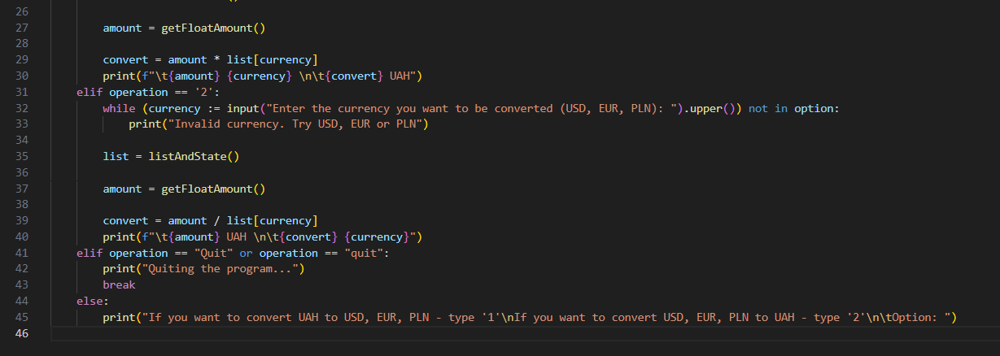 26
27 amount = getFloatAmount()
28
29 convert = amount * list[currency]
30 print(f"\t{amount} {currency} \n\t{convert} UAH")
31 elif operation == '2':
32 while (currency := input("Enter the currency you want to be converted (USD, EUR, PLN): ").upper()) not in option:
33 print("Invalid currency. Try USD, EUR or PLN")
34
35 list = listAndState()
36
37 amount = getFloatAmount()
38
39 convert = amount / list[currency]
40 print(f"\t{amount} UAH \n\t{convert} {currency}")
41 elif operation == "Quit" or operation == "quit":
42 print("Quiting the program...")
43 break
44 else:
45 print("If you want to convert UAH to USD, EUR, PLN - type '1'\nIf you want to convert USD, EUR, PLN to UAH - type '2'\n\tOption: ")
46